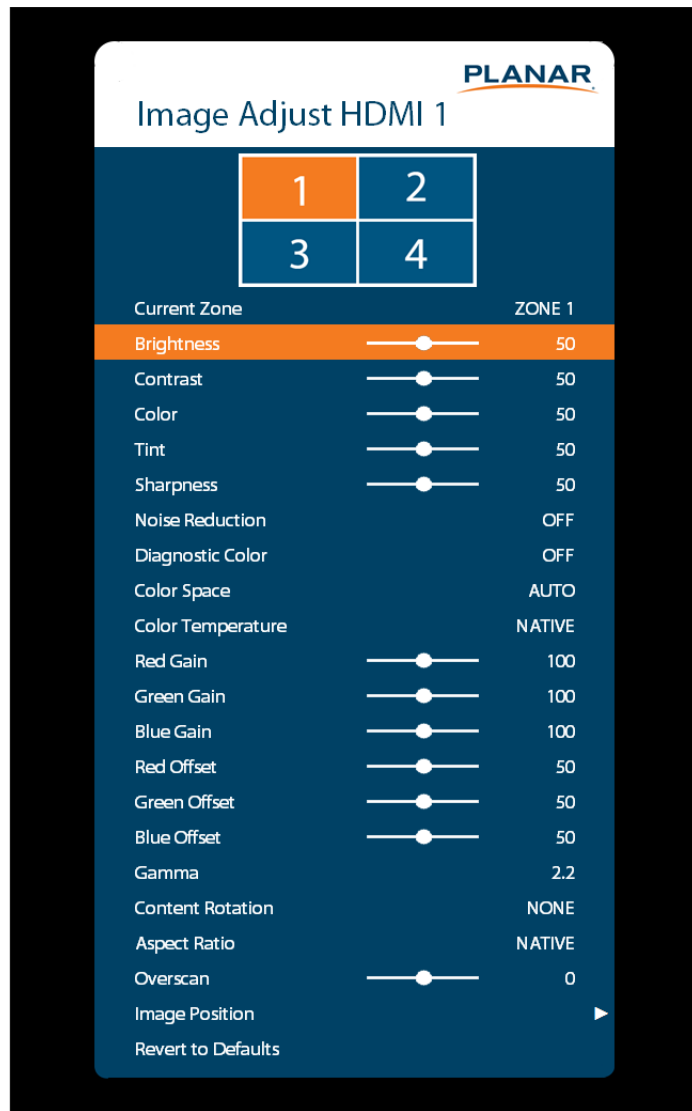 PLANAR
Image Adjust HDMI 1
1 2
3 4
Current Zone ZONE 1
Brightness 50
Contrast 50
Color 50
Tint 50
Sharpness 50
Noise Reduction OFF
Diagnostic Color OFF
Color Space AUTO
Color Temperature NATIVE
Red Gain 100
Green Gain 100
Blue Gain 100
Red Offset 50
Green Offset 50
Blue Offset 50
Gamma 2.2
Content Rotation NONE
Aspect Ratio NATIVE
Overscan 0
Image Position
Revert to Defaults